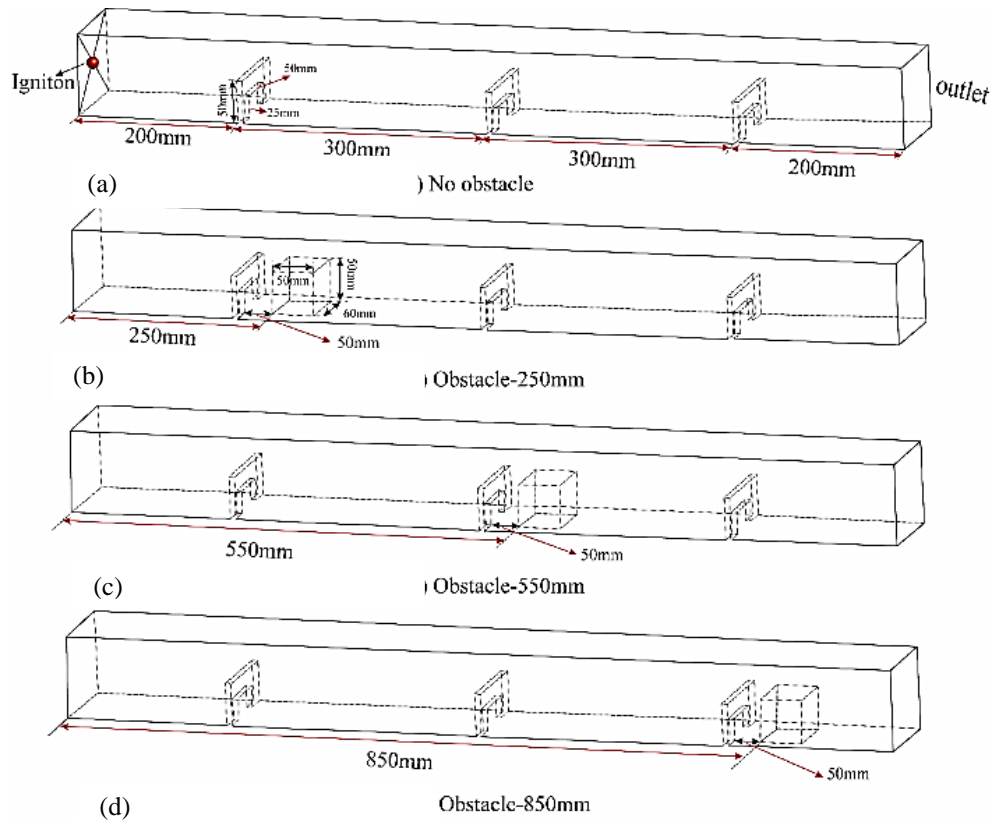 Igniton
50mm
50mm
25mm
outlet
200mm
300mm
300mm
200mm
(a)
) No obstacle
50mm
50mm
60mm
250mm
50mm
(b)
) Obstacle-250mm
550mm
50mm
(c)
) Obstacle-550mm
850mm
50mm
(d)
Obstacle-850mm